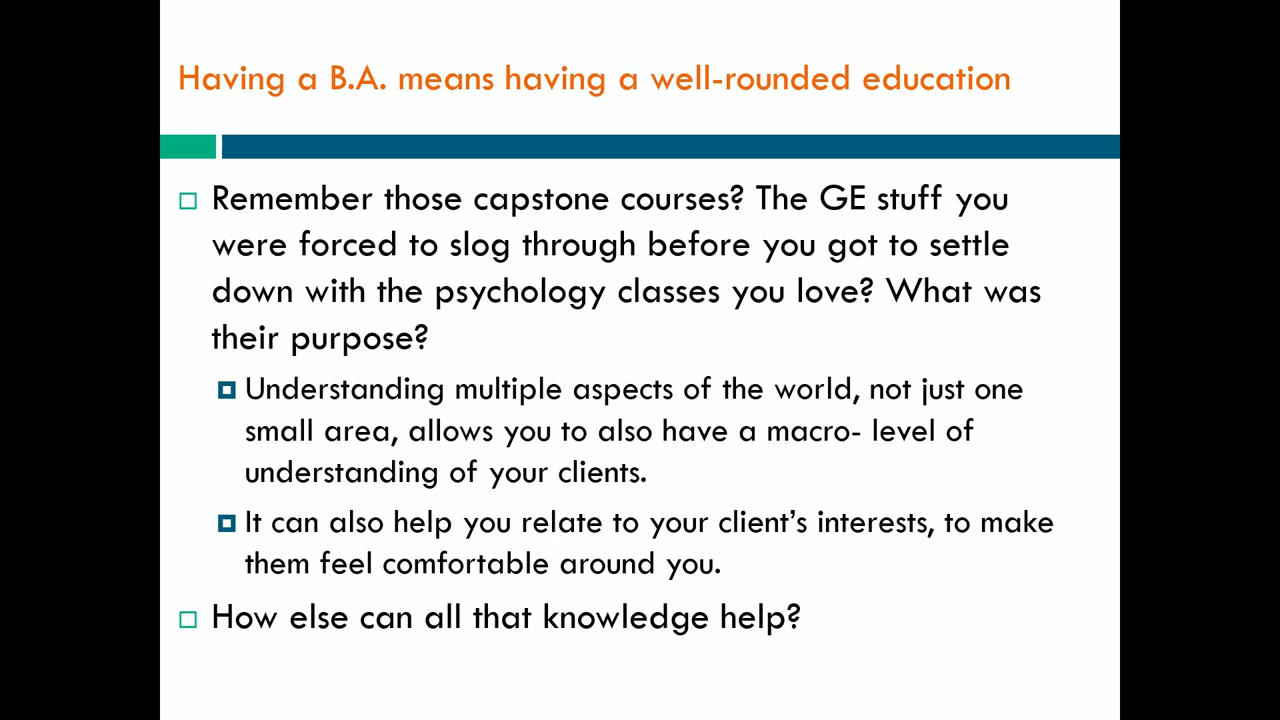 Having a B.A. means having a well-rounded education
Remember those capstone courses? The GE stuff you
were forced to slog through before you got to settle
down with the psychology classes you love? What was
their purpose?
Understanding multiple aspects of the world, not just one
small area, allows you to also have a macro- level of
understanding of your clients.
It can also help you relate to your client’s interests, to make
them feel comfortable around you.
How else can all that knowledge help?